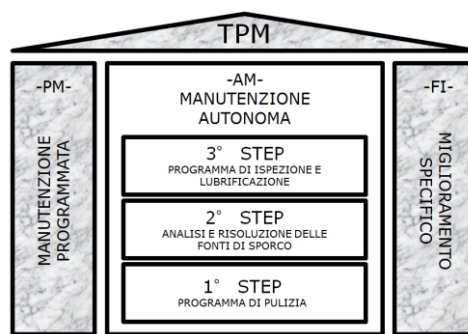 TPM
-PM-
MANUTENZIONE
PROGRAMMATA
-AM-
MANUTENZIONE
AUTONOMA
3° STEP
PROGRAMMA DI ISPEZIONE E
LUBRIFICAZIONE
2° STEP
ANALISI E RISOLUZIONE DELLE
FONTI DI SPORCO
1° STEP
PROGRAMMA DI PULIZIA
-FI-
MIGLIORAMENTO
SPECIFICO